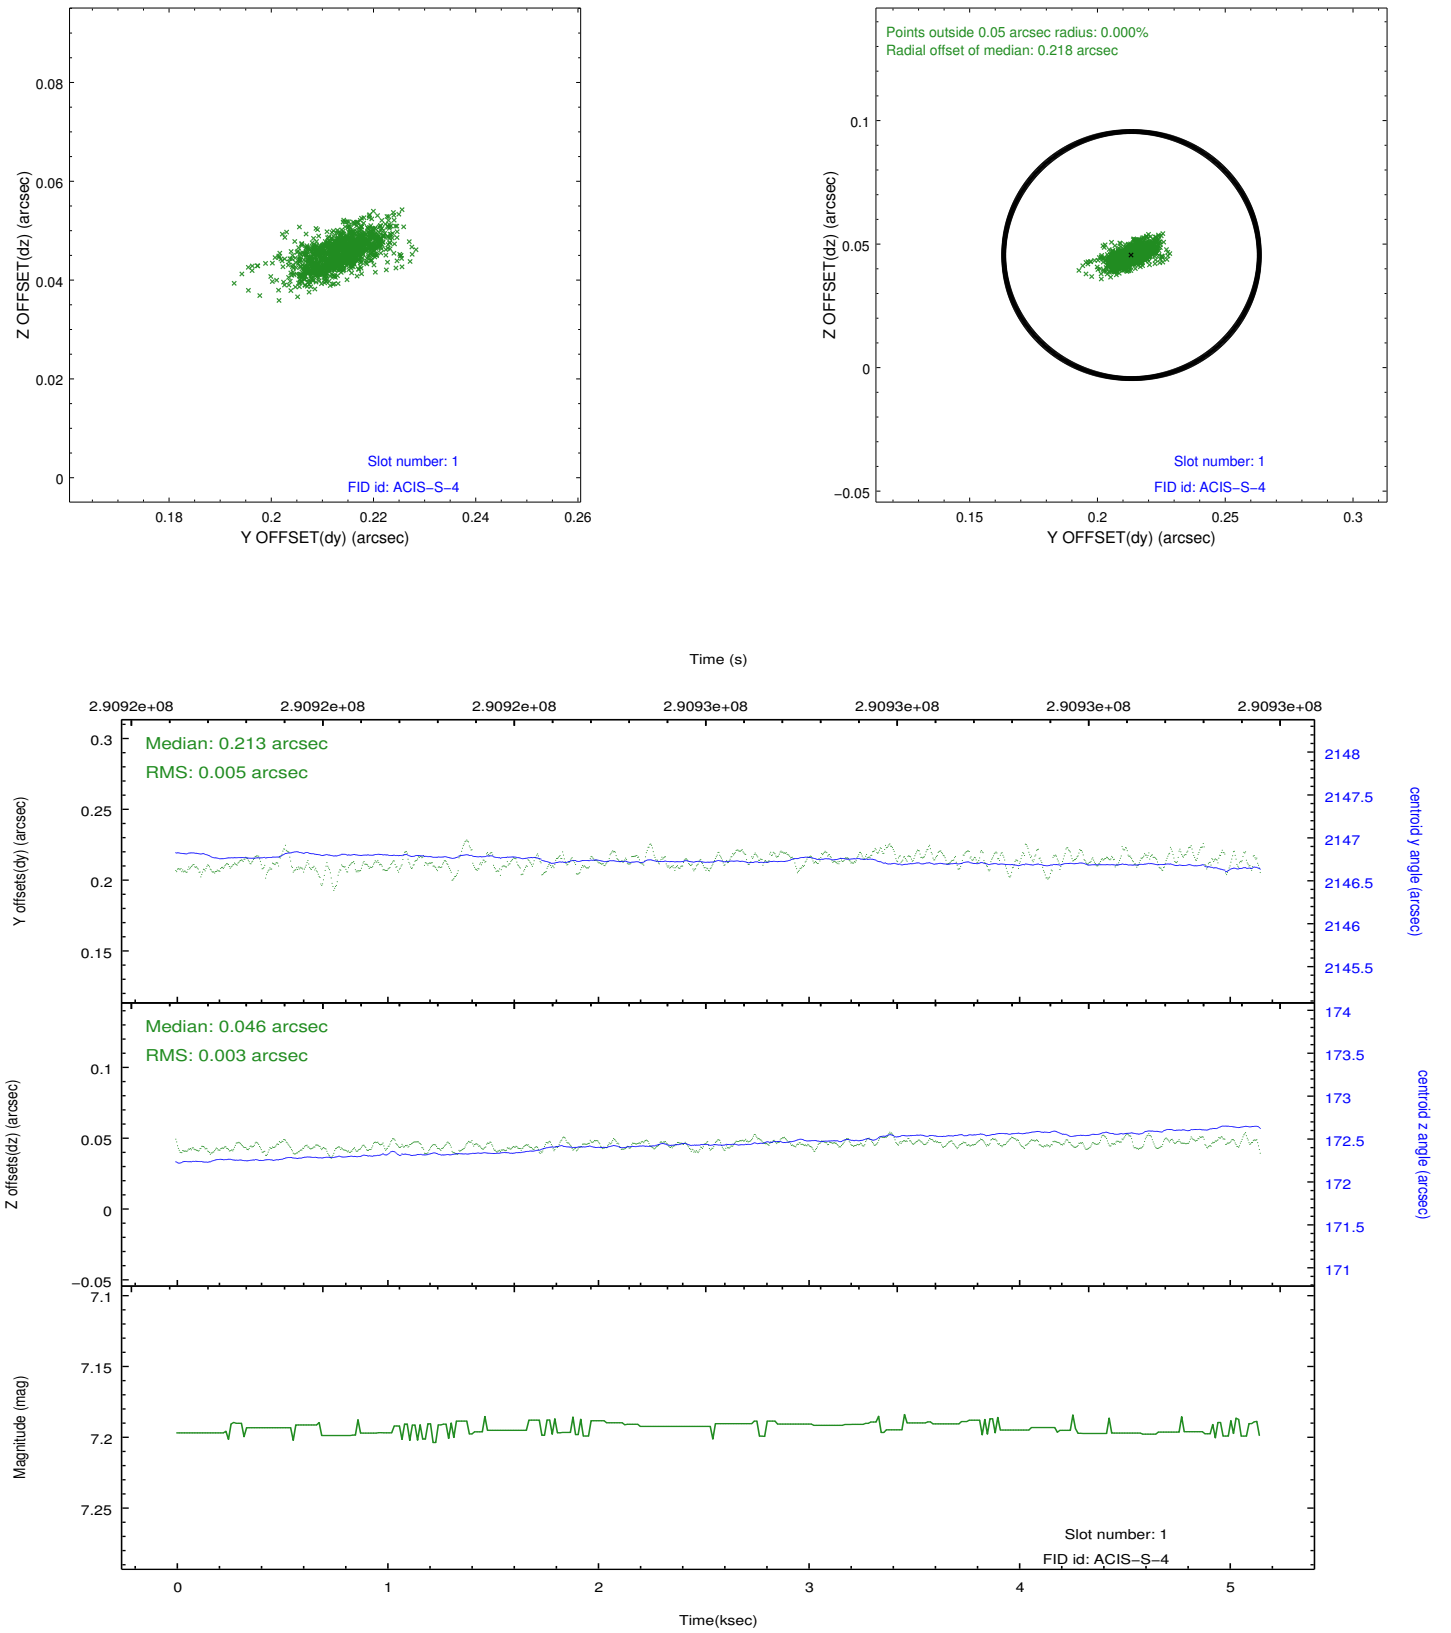 0.08
0.06
0.04
0.02
0
Z OFFSET(dz) (arcsec)
Slot number: 1
FID id: ACIS−S−4
0.18 0.2 0.22 0.24 0.26
Y OFFSET(dy) (arcsec)
Points outside 0.05 arcsec radius: 0.000%
Radial offset of median: 0.218 arcsec
0.1
0.05
0
−0.05
Z OFFSET(dz) (arcsec)
Slot number: 1
FID id: ACIS−S−4
0.15 0.2 0.25 0.3
Y OFFSET(dy) (arcsec)
Time (s)
2.9092e+08 2.9092e+08 2.9092e+08 2.9093e+08 2.9093e+08 2.9093e+08 2.9093e+08
Median: 0.213 arcsec
RMS: 0.005 arcsec
0.3
0.25
0.2
0.15
Y offsets(dy) (arcsec)
2148
2147.5
2147
2146.5
2146
2145.5
centroid y angle (arcsec)
Median: 0.046 arcsec
RMS: 0.003 arcsec
0.1
0.05
0
−0.05
Z offsets(dz) (arcsec)
174
173.5
173
172.5
172
171.5
171
centroid z angle (arcsec)
7.1
7.15
7.2
7.25
Magnitude (mag)
Slot number: 1
FID id: ACIS−S−4
0 1 2 3 4 5
Time(ksec)